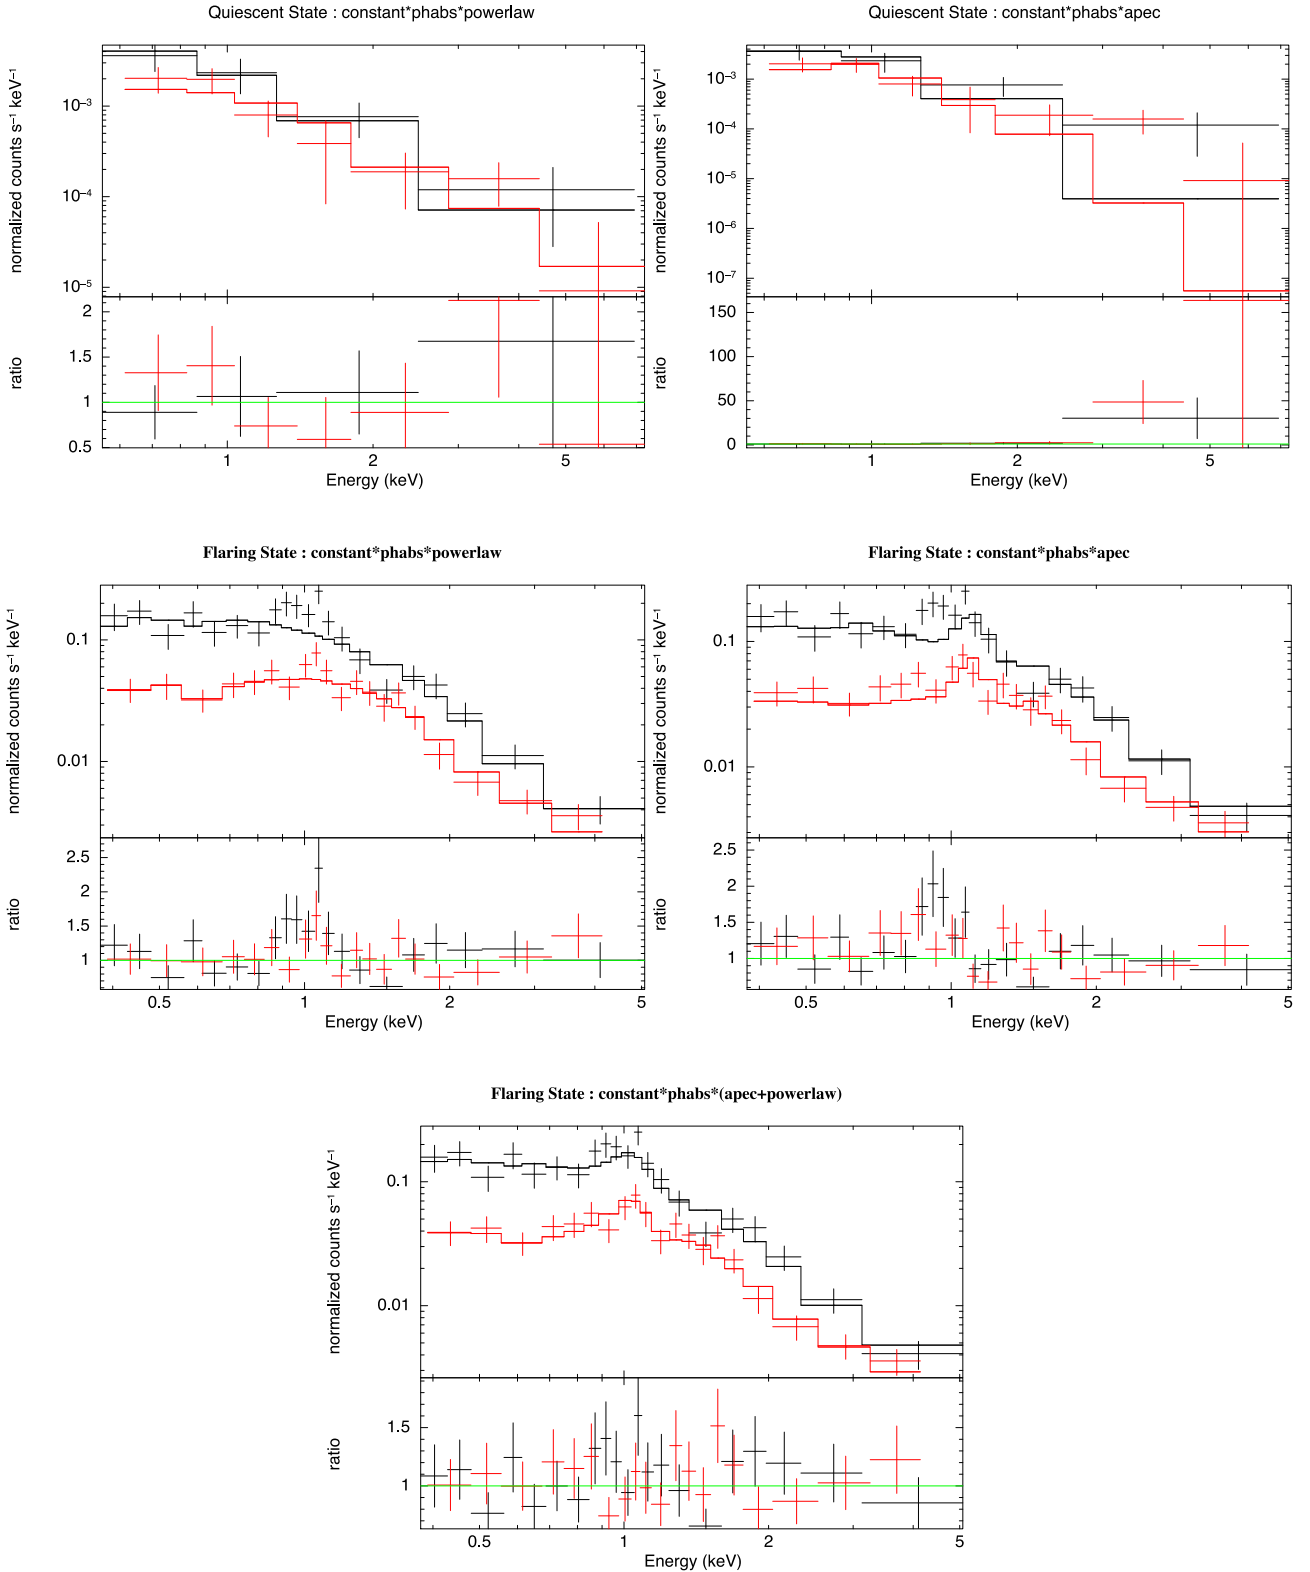 Quiescent State : constant*phabs*powerlaw
normalized counts s⁻¹ keV⁻¹
10⁻³
10⁻⁴
10⁻⁵
ratio
2
1.5
1
0.5
1
2
5
Energy (keV)
Quiescent State : constant*phabs*apec
normalized counts s⁻¹ keV⁻¹
10⁻³
10⁻⁴
10⁻⁵
10⁻⁶
10⁻⁷
ratio
150
100
50
0
1
2
5
Energy (keV)
Flaring State : constant*phabs*powerlaw
normalized counts s⁻¹ keV⁻¹
0.1
0.01
ratio
2.5
2
1.5
1
0.5
1
2
5
Energy (keV)
Flaring State : constant*phabs*apec
normalized counts s⁻¹ keV⁻¹
0.1
0.01
ratio
2.5
2
1.5
1
0.5
1
2
5
Energy (keV)
Flaring State : constant*phabs*(apec+powerlaw)
normalized counts s⁻¹ keV⁻¹
0.1
0.01
ratio
1.5
1
0.5
1
2
5
Energy (keV)